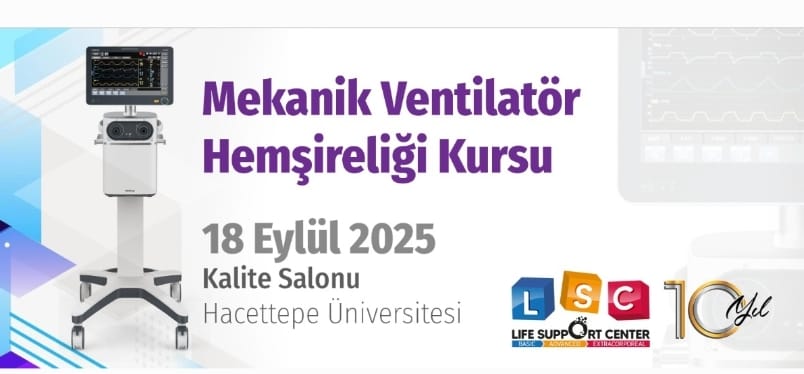 Mekanik Ventilatör
Hemşireliği Kursu
18 Eylül 2025
Kalite Salonu
Hacettepe Üniversitesi
LSC
LIFE SUPPORT CENTER
BASIC ADVANCED EXTRACORPOREAL
10 Yıl